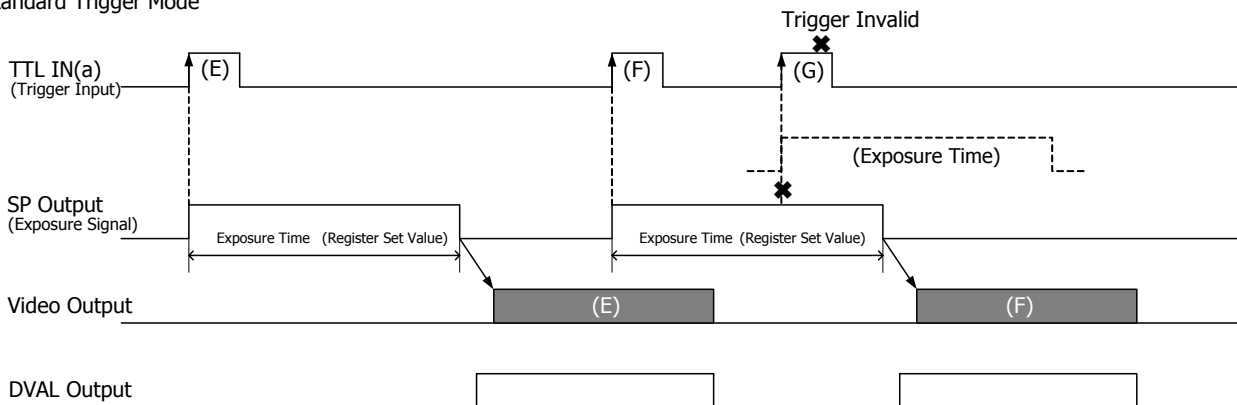 Standard Trigger Mode
Trigger Invalid
TTL IN(a)
(Trigger Input)
(E)
(F)
(G)
(Exposure Time)
SP Output
(Exposure Signal)
Exposure Time (Register Set Value)
Exposure Time (Register Set Value)
Video Output
(E)
(F)
DVAL Output